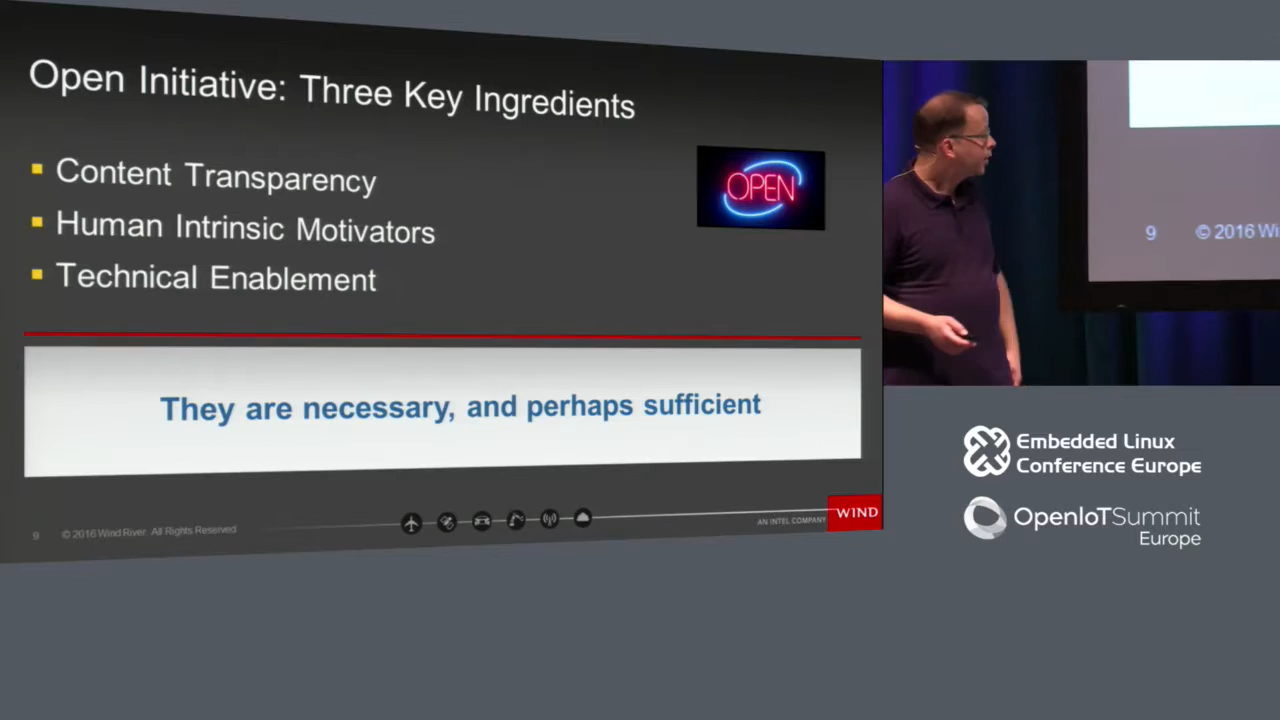 Open Initiative: Three Key Ingredients
Content Transparency
Human Intrinsic Motivators
Technical Enablement
OPEN
They are necessary, and perhaps sufficient
9
© 2016 Wind River. All Rights Reserved.
AN INTEL COMPANY
WIND
9
© 2016 Wi
Embedded Linux
Conference Europe
OpenIoTSummit
Europe